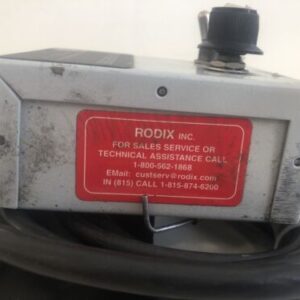 RODIX INC.
FOR SALES SERVICE OR
TECHNICAL ASSISTANCE CALL
1-800-562-1868
EMail: custserv@rodix.com
IN (815) CALL 1-815-874-6200